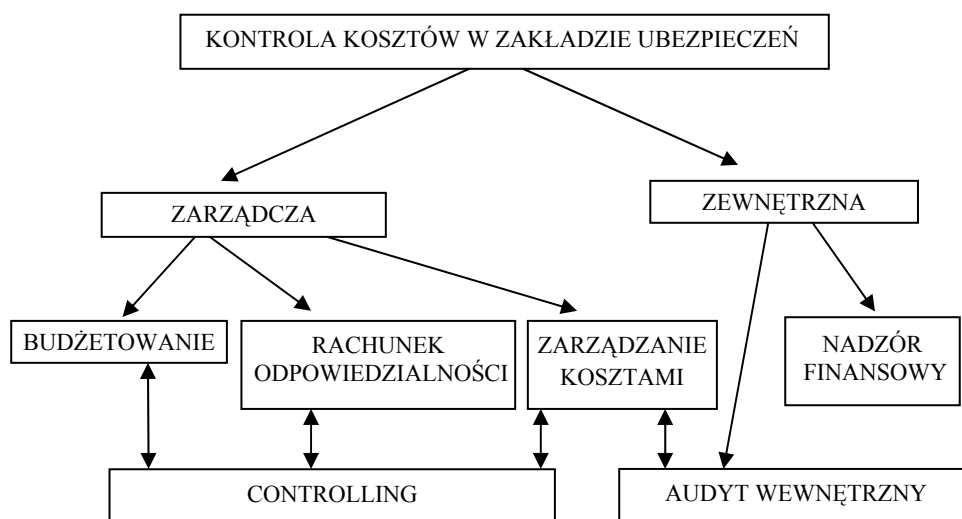 KONTROLA KOSZTÓW W ZAKŁADZIE UBEZPIECZEŃ
ZARZĄDCZA
ZEWNĘTRZNA
BUDŻETOWANIE
RACHUNEK
ODPOWIEDZIALNOŚCI
ZARZĄDZANIE
KOSZTAMI
NADZÓR
FINANSOWY
CONTROLLING
AUDYT WEWNĘTRZNY